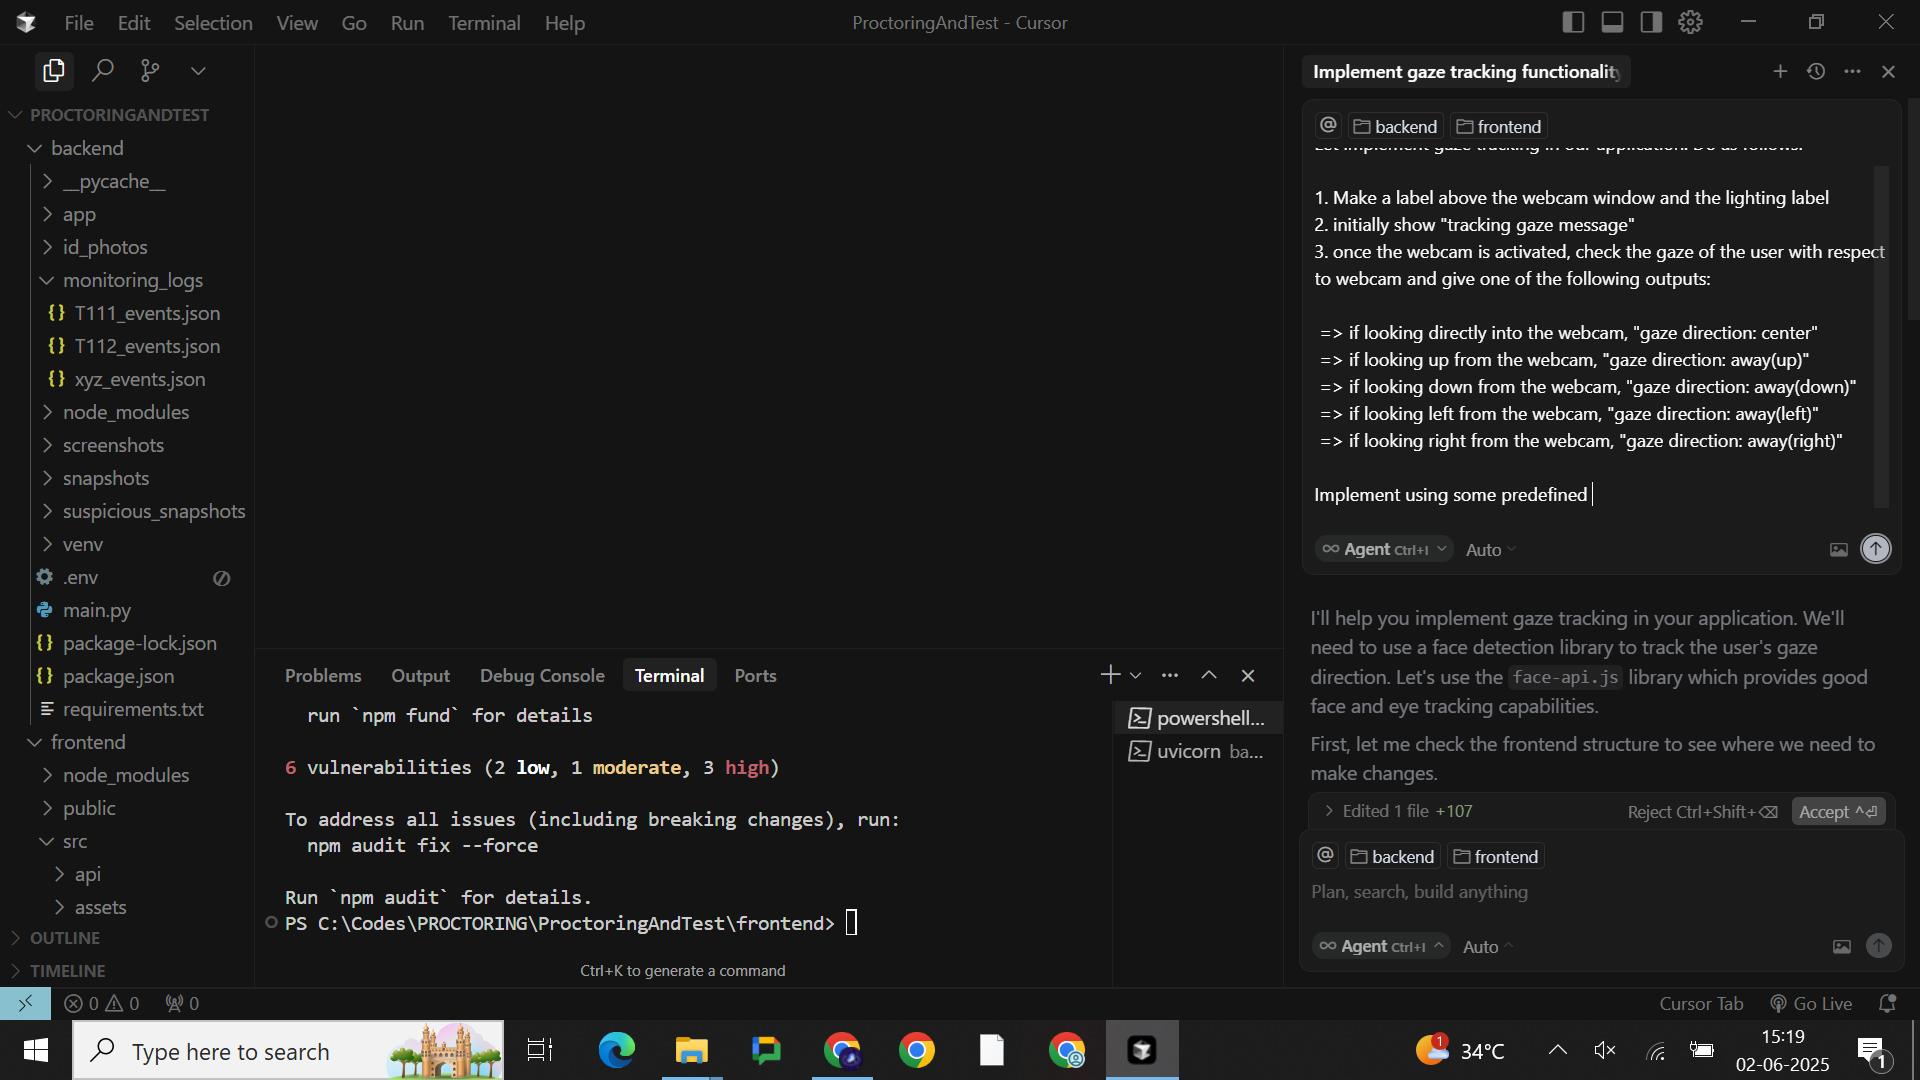 File Edit Selection View Go Run Terminal Help
ProctoringAndTest - Cursor
PROCTORINGANDTEST
backend
__pycache__
app
id_photos
monitoring_logs
{} T111_events.json
{} T112_events.json
{} xyz_events.json
node_modules
screenshots
snapshots
suspicious_snapshots
venv
.env
main.py
{} package-lock.json
{} package.json
requirements.txt
frontend
node_modules
public
src
api
assets
OUTLINE
TIMELINE
Problems Output Debug Console Terminal Ports
run `npm fund` for details
6 vulnerabilities (2 low, 1 moderate, 3 high)
To address all issues (including breaking changes), run:
npm audit fix --force
Run `npm audit` for details.
PS C:\Codes\PROCTORING\ProctoringAndTest\frontend>
Ctrl+K to generate a command
powershell...
uvicorn ba...
Implement gaze tracking functionality
@ backend frontend
1. Make a label above the webcam window and the lighting label
2. initially show "tracking gaze message"
3. once the webcam is activated, check the gaze of the user with respect
to webcam and give one of the following outputs:
=> if looking directly into the webcam, "gaze direction: center"
=> if looking up from the webcam, "gaze direction: away(up)"
=> if looking down from the webcam, "gaze direction: away(down)"
=> if looking left from the webcam, "gaze direction: away(left)"
=> if looking right from the webcam, "gaze direction: away(right)"
Implement using some predefined
Agent Ctrl+I Auto
I'll help you implement gaze tracking in your application. We'll
need to use a face detection library to track the user's gaze
direction. Let's use the face-api.js library which provides good
face and eye tracking capabilities.
First, let me check the frontend structure to see where we need to
make changes.
Edited 1 file +107 Reject Ctrl+Shift+⌫ Accept ^⏎
@ backend frontend
Plan, search, build anything
Agent Ctrl+I Auto
0 0 0
Cursor Tab Go Live
Type here to search
1 34°C
15:19
02-06-2025
1